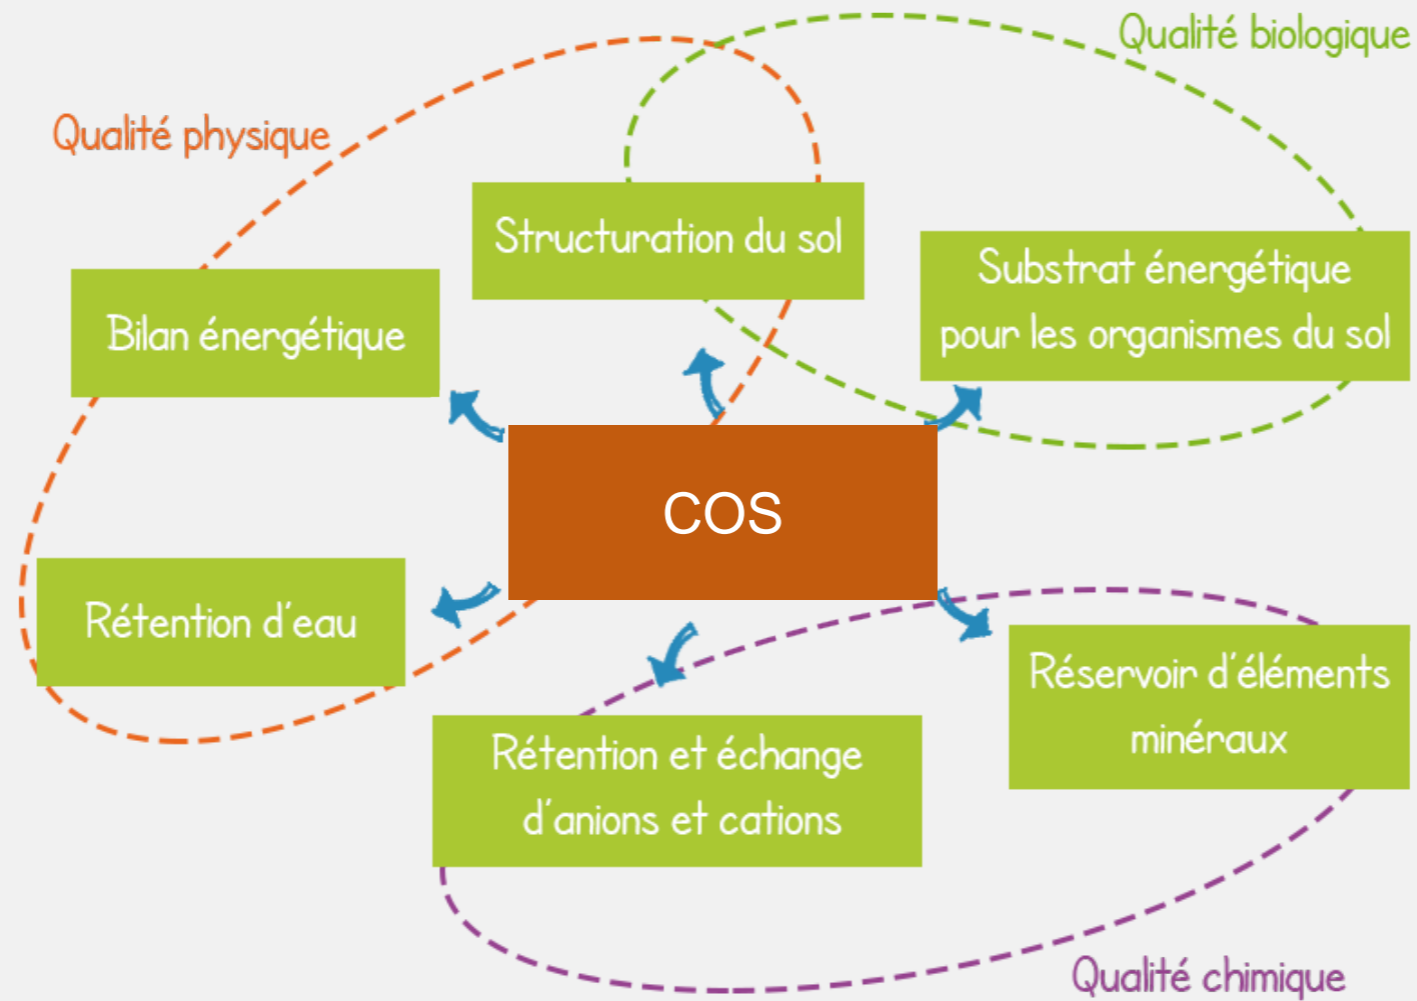 Qualité biologique
Qualité physique
Structuration du sol
Substrat énergétique
pour les organismes du sol
Bilan énergétique
COS
Rétention d'eau
Réservoir d'éléments
minéraux
Rétention et échange
d'anions et cations
Qualité chimique